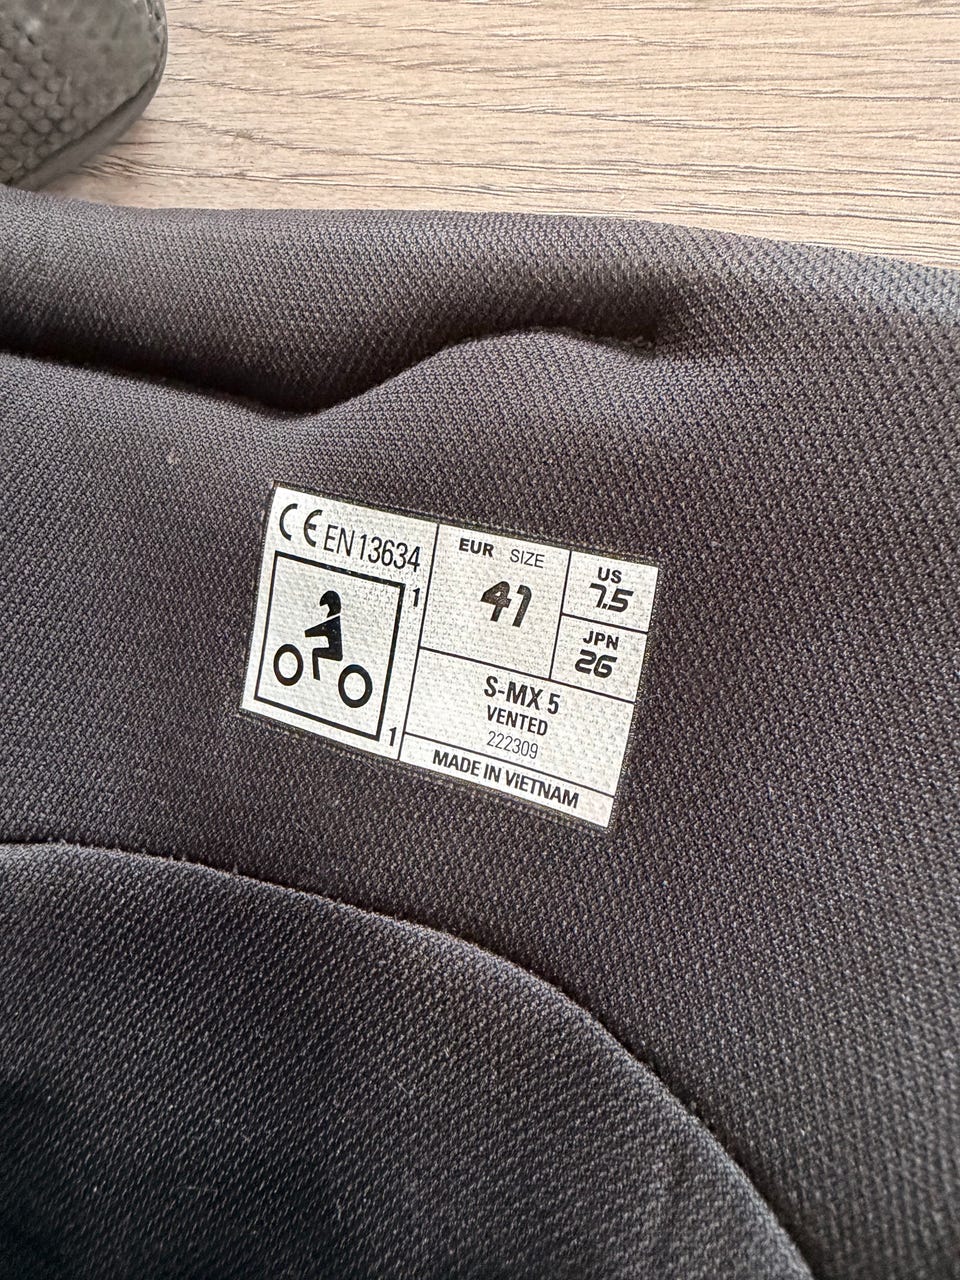 CE EN 13634
1
1
EUR SIZE
41
US
7.5
JPN
26
S-MX 5
VENTED
222309
MADE IN VIETNAM